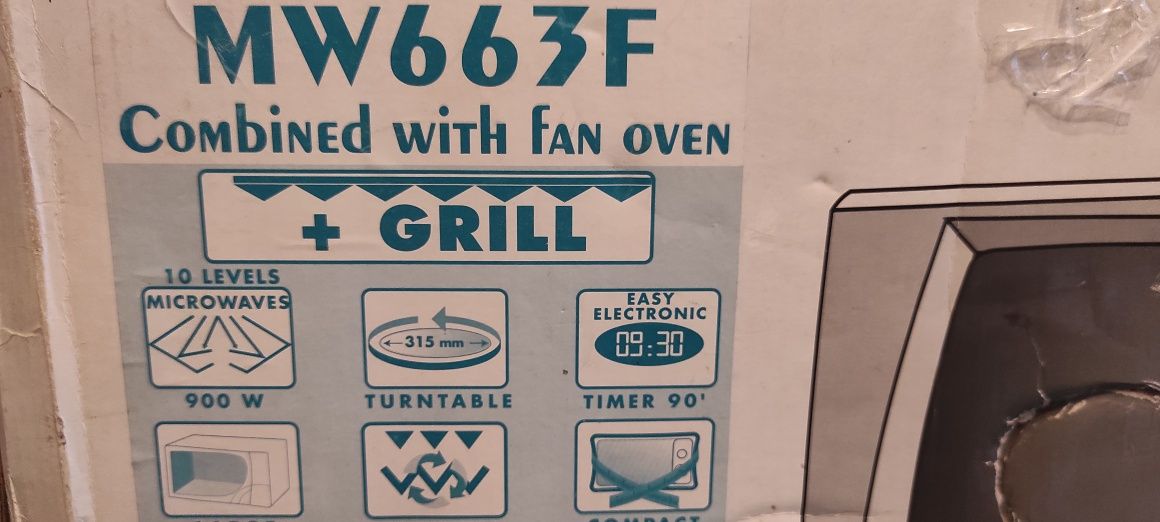 MW663F
Combined with fan oven
+ GRILL
10 LEVELS
MICROWAVES
900 W
315 mm
TURNTABLE
EASY
ELECTRONIC
09:30
TIMER 90'
COMPACT